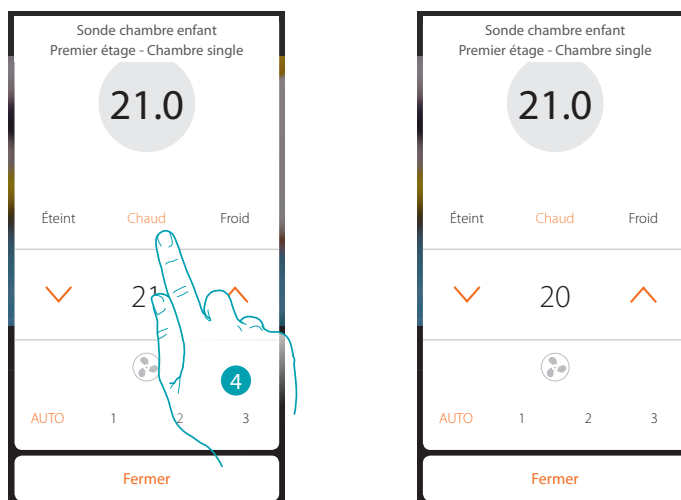 Sonde chambre enfant
Premier étage - Chambre single
21.0
Éteint Chaud Froid
21
4
AUTO 1 2 3
Fermer
Sonde chambre enfant
Premier étage - Chambre single
21.0
Éteint Chaud Froid
20
AUTO 1 2 3
Fermer